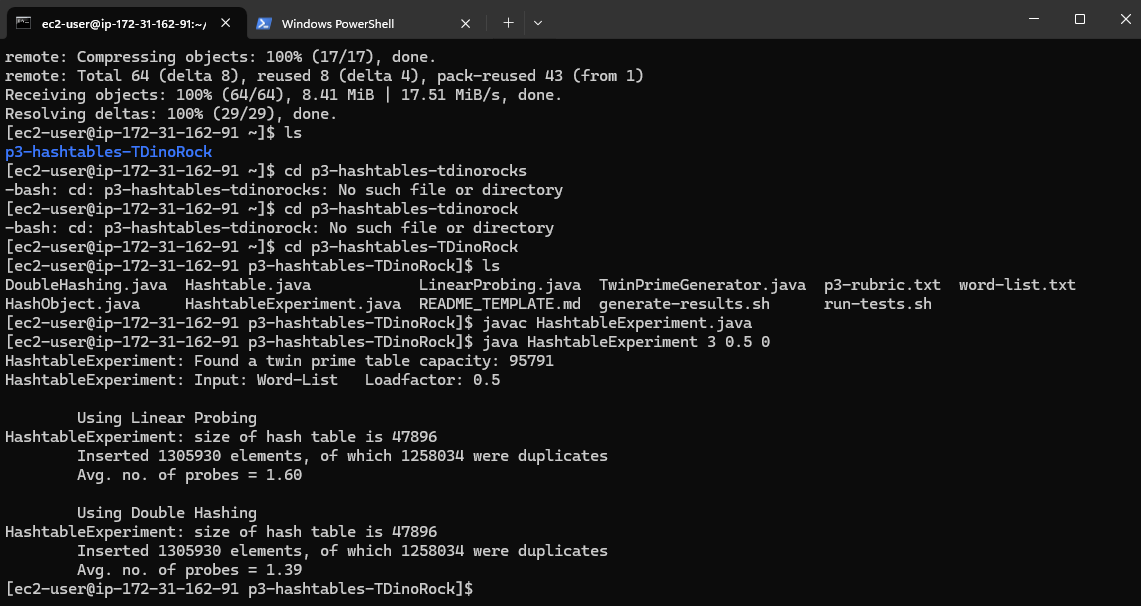 ec2-user@ip-172-31-162-91:~/
Windows PowerShell
remote: Compressing objects: 100% (17/17), done.
remote: Total 64 (delta 8), reused 8 (delta 4), pack-reused 43 (from 1)
Receiving objects: 100% (64/64), 8.41 MiB | 17.51 MiB/s, done.
Resolving deltas: 100% (29/29), done.
[ec2-user@ip-172-31-162-91 ~]$ ls
p3-hashtables-TDinoRock
[ec2-user@ip-172-31-162-91 ~]$ cd p3-hashtables-tdinorocks
-bash: cd: p3-hashtables-tdinorocks: No such file or directory
[ec2-user@ip-172-31-162-91 ~]$ cd p3-hashtables-tdinorock
-bash: cd: p3-hashtables-tdinorock: No such file or directory
[ec2-user@ip-172-31-162-91 ~]$ cd p3-hashtables-TDinoRock
[ec2-user@ip-172-31-162-91 p3-hashtables-TDinoRock]$ ls
DoubleHashing.java  Hashtable.java            LinearProbing.java  TwinPrimeGenerator.java  p3-rubric.txt  word-list.txt
HashObject.java     HashtableExperiment.java  README_TEMPLATE.md  generate-results.sh      run-tests.sh
[ec2-user@ip-172-31-162-91 p3-hashtables-TDinoRock]$ javac HashtableExperiment.java
[ec2-user@ip-172-31-162-91 p3-hashtables-TDinoRock]$ java HashtableExperiment 3 0.5 0
HashtableExperiment: Found a twin prime table capacity: 95791
HashtableExperiment: Input: Word-List   Loadfactor: 0.5
        Using Linear Probing
HashtableExperiment: size of hash table is 47896
        Inserted 1305930 elements, of which 1258034 were duplicates
        Avg. no. of probes = 1.60
        Using Double Hashing
HashtableExperiment: size of hash table is 47896
        Inserted 1305930 elements, of which 1258034 were duplicates
        Avg. no. of probes = 1.39
[ec2-user@ip-172-31-162-91 p3-hashtables-TDinoRock]$